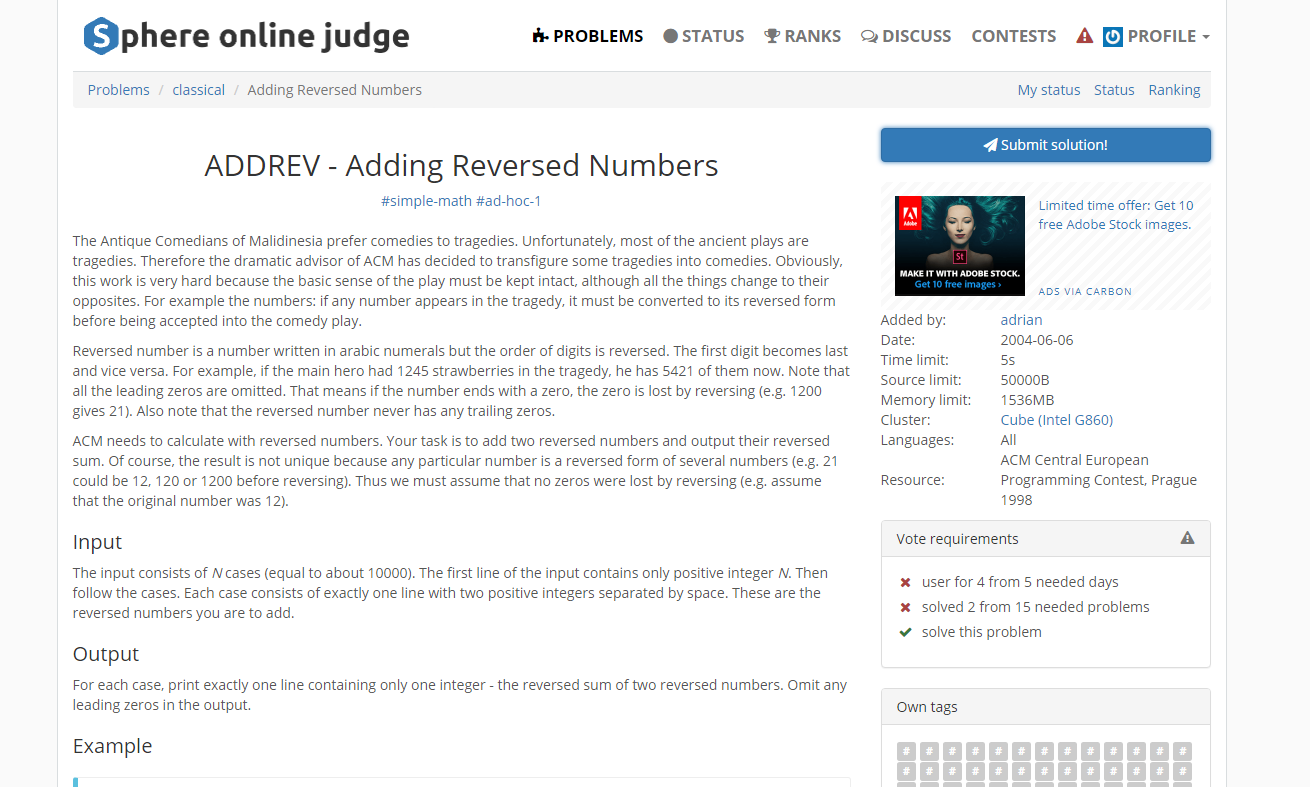 Sphere online judge
PROBLEMS STATUS RANKS DISCUSS CONTESTS PROFILE
Problems / classical / Adding Reversed Numbers
My status Status Ranking
ADDREV - Adding Reversed Numbers
#simple-math #ad-hoc-1
The Antique Comedians of Malidinesia prefer comedies to tragedies. Unfortunately, most of the ancient plays are
tragedies. Therefore the dramatic advisor of ACM has decided to transfigure some tragedies into comedies. Obviously,
this work is very hard because the basic sense of the play must be kept intact, although all the things change to their
opposites. For example the numbers: if any number appears in the tragedy, it must be converted to its reversed form
before being accepted into the comedy play.
Reversed number is a number written in arabic numerals but the order of digits is reversed. The first digit becomes last
and vice versa. For example, if the main hero had 1245 strawberries in the tragedy, he has 5421 of them now. Note that
all the leading zeros are omitted. That means if the number ends with a zero, the zero is lost by reversing (e.g. 1200
gives 21). Also note that the reversed number never has any trailing zeros.
ACM needs to calculate with reversed numbers. Your task is to add two reversed numbers and output their reversed
sum. Of course, the result is not unique because any particular number is a reversed form of several numbers (e.g. 21
could be 12, 120 or 1200 before reversing). Thus we must assume that no zeros were lost by reversing (e.g. assume
that the original number was 12).
Input
The input consists of N cases (equal to about 10000). The first line of the input contains only positive integer N. Then
follow the cases. Each case consists of exactly one line with two positive integers separated by space. These are the
reversed numbers you are to add.
Output
For each case, print exactly one line containing only one integer - the reversed sum of two reversed numbers. Omit any
leading zeros in the output.
Example
Submit solution!
Adobe
St
MAKE IT WITH ADOBE STOCK.
Get 10 free images ›
Limited time offer: Get 10
free Adobe Stock images.
ADS VIA CARBON
Added by: adrian
Date: 2004-06-06
Time limit: 5s
Source limit: 50000B
Memory limit: 1536MB
Cluster: Cube (Intel G860)
Languages: All
Resource: ACM Central European
Programming Contest, Prague
1998
Vote requirements
user for 4 from 5 needed days
solved 2 from 15 needed problems
solve this problem
Own tags
# # # # # # # # # # # # #
# # # # # # # # # # # # #